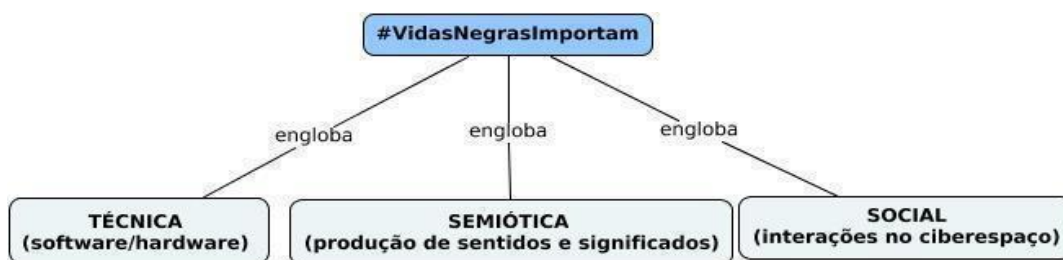 #VidasNegrasImportam
engloba
engloba
engloba
TÉCNICA
(software/hardware)
SEMIÓTICA
(produção de sentidos e significados)
SOCIAL
(interações no ciberespaço)